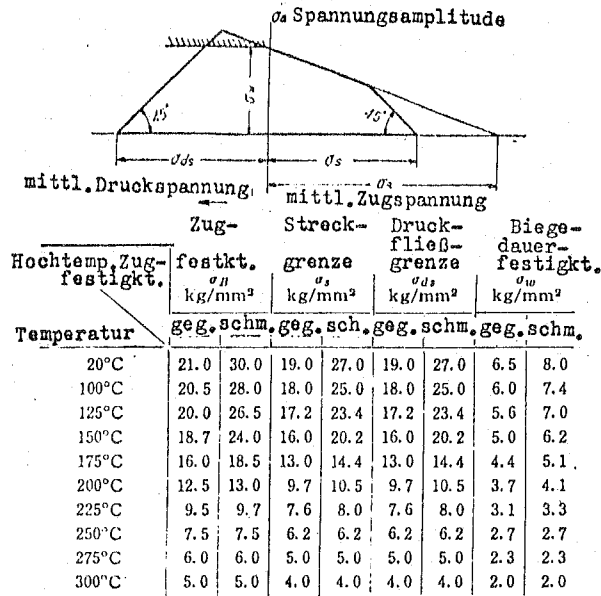 σa Spannungsamplitude
45°
45°
σds
σs
σB
mittl.Druckspannung
mittl.Zugspannung
Zug- Streck- Druck- Biege-
fließ- dauer-
Hochtemp.Zug- festkt. grenze grenze festigkt.
festigkt. σB σs σds σw
kg/mm² kg/mm² kg/mm² kg/mm²
Temperatur geg. schm. geg. sch. geg. schm. geg. schm.
20°C 21.0 30.0 19.0 27.0 19.0 27.0 6.5 8.0
100°C 20.5 28.0 18.0 25.0 18.0 25.0 6.0 7.4
125°C 20.0 26.5 17.2 23.4 17.2 23.4 5.6 7.0
150°C 18.7 24.0 16.0 20.2 16.0 20.2 5.0 6.2
175°C 16.0 18.5 13.0 14.4 13.0 14.4 4.4 5.1
200°C 12.5 13.0 9.7 10.5 9.7 10.5 3.7 4.1
225°C 9.5 9.7 7.6 8.0 7.6 8.0 3.1 3.3
250°C 7.5 7.5 6.2 6.2 6.2 6.2 2.7 2.7
275°C 6.0 6.0 5.0 5.0 5.0 5.0 2.3 2.3
300°C 5.0 5.0 4.0 4.0 4.0 4.0 2.0 2.0